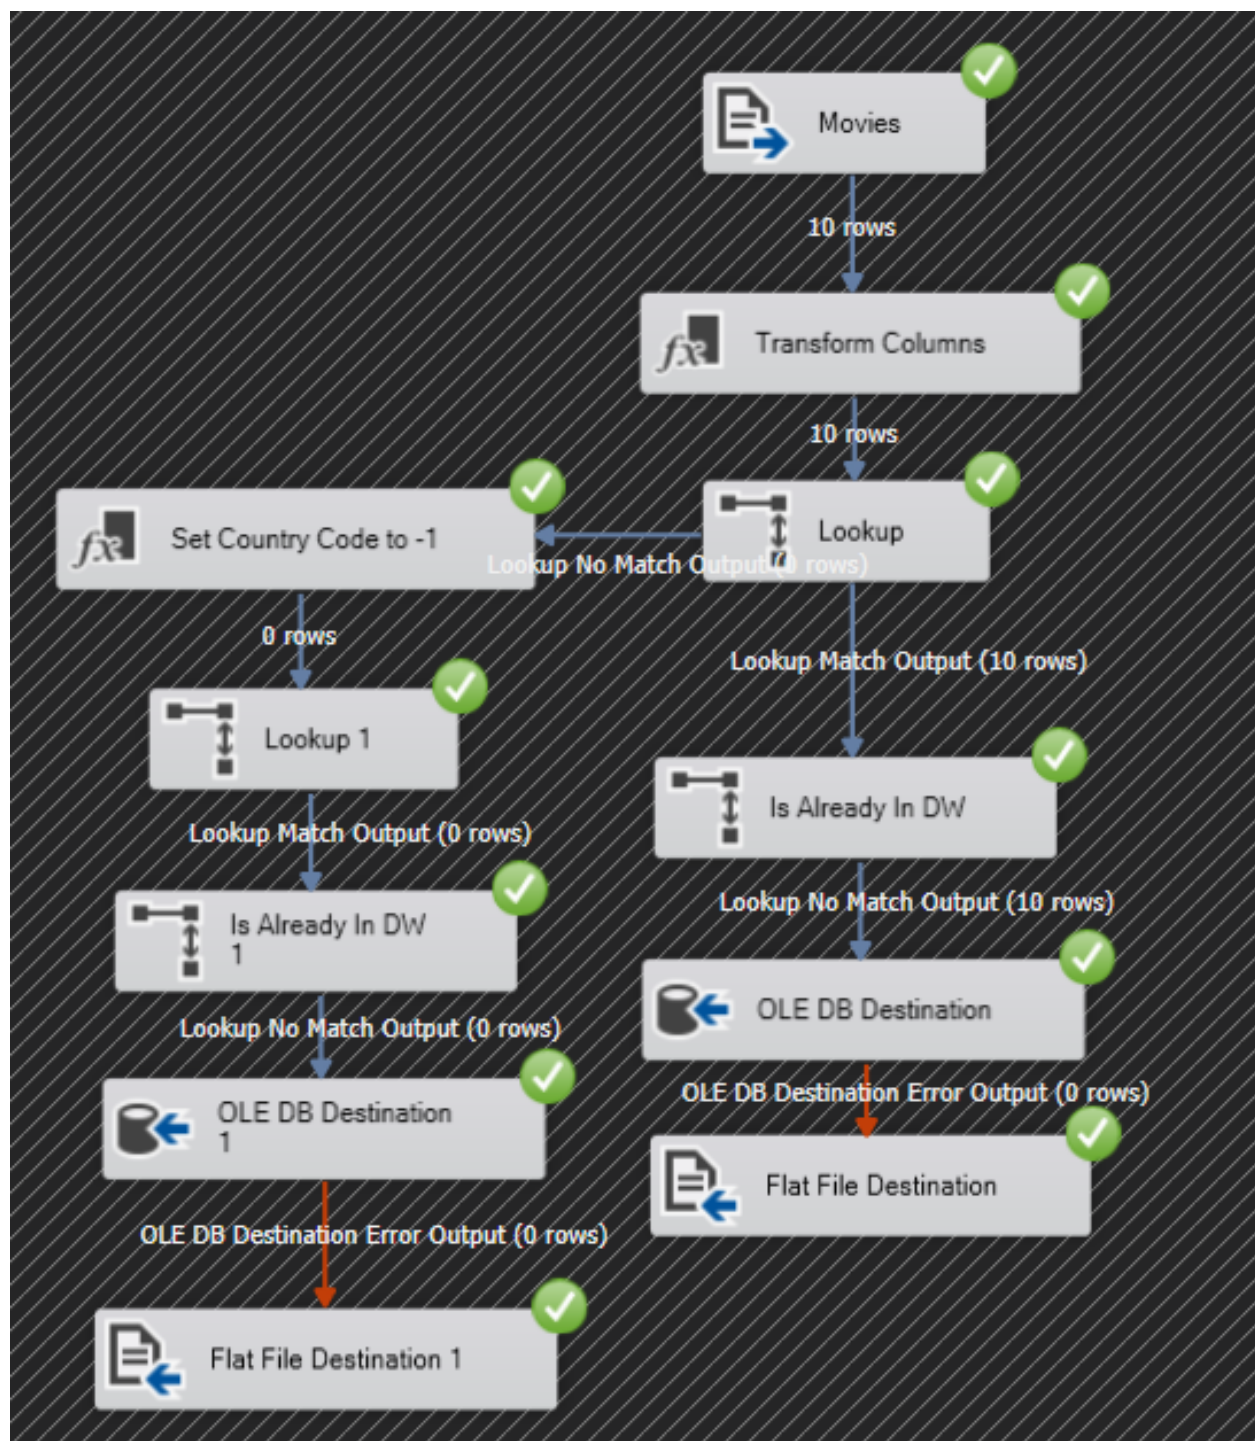 Movies
10 rows
Transform Columns
10 rows
Lookup
Lookup No Match Output (0 rows)
Set Country Code to -1
0 rows
Lookup Match Output (10 rows)
Lookup 1
Is Already In DW
Lookup Match Output (0 rows)
Lookup No Match Output (10 rows)
Is Already In DW
1
OLE DB Destination
Lookup No Match Output (0 rows)
OLE DB Destination Error Output (0 rows)
OLE DB Destination
1
Flat File Destination
OLE DB Destination Error Output (0 rows)
Flat File Destination 1